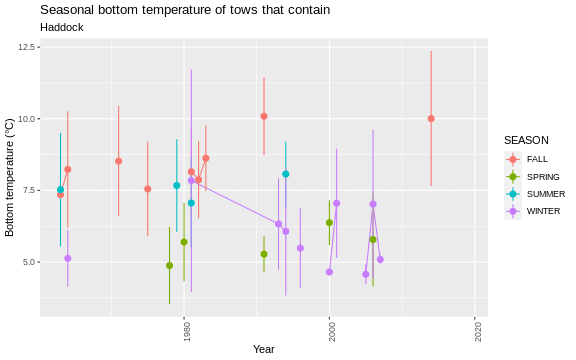 Seasonal bottom temperature of tows that contain
Haddock
12.5
10.0
7.5
5.0
Bottom temperature (°C)
1980
2000
2020
Year
SEASON
FALL
SPRING
SUMMER
WINTER